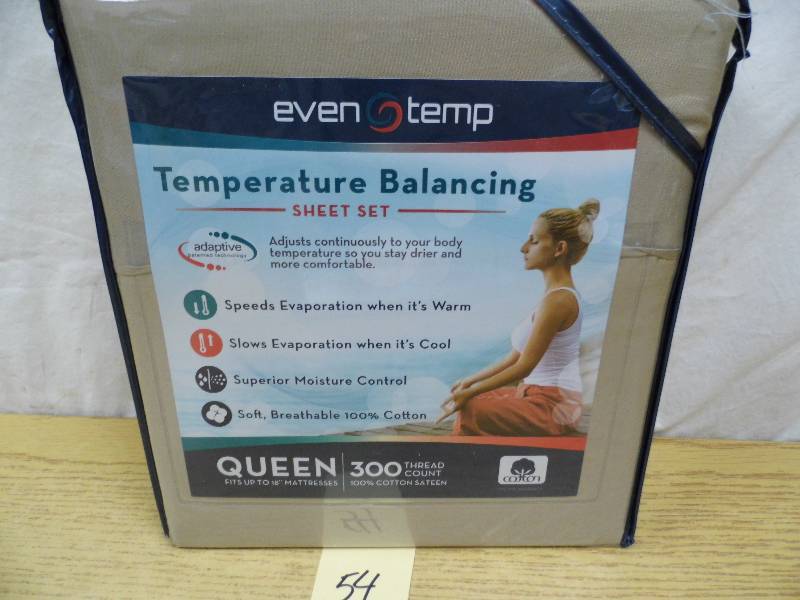 even temp
Temperature Balancing
SHEET SET
adaptive
patented technology
Adjusts continuously to your body
temperature so you stay drier and
more comfortable.
Speeds Evaporation when it's Warm
Slows Evaporation when it's Cool
Superior Moisture Control
Soft, Breathable 100% Cotton
QUEEN
FITS UP TO 18" MATTRESSES
300 THREAD
COUNT
100% COTTON SATEEN
cotton
54